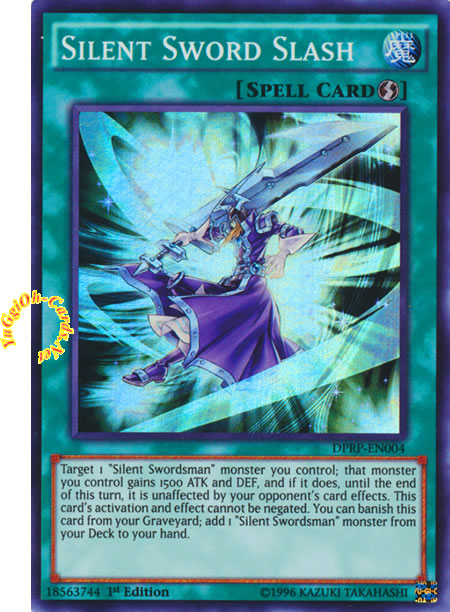 SILENT SWORD SLASH
魔
[SPELL CARD]
YuGgiOh-Cards.Net
DPRP-EN004
Target 1 "Silent Swordsman" monster you control; that monster
you control gains 1500 ATK and DEF, and if it does, until the end
of this turn, it is unaffected by your opponent's card effects. This
card's activation and effect cannot be negated. You can banish this
card from your Graveyard; add 1 "Silent Swordsman" monster from
your Deck to your hand.
18563744 1st Edition
©1996 KAZUKI TAKAHASHI